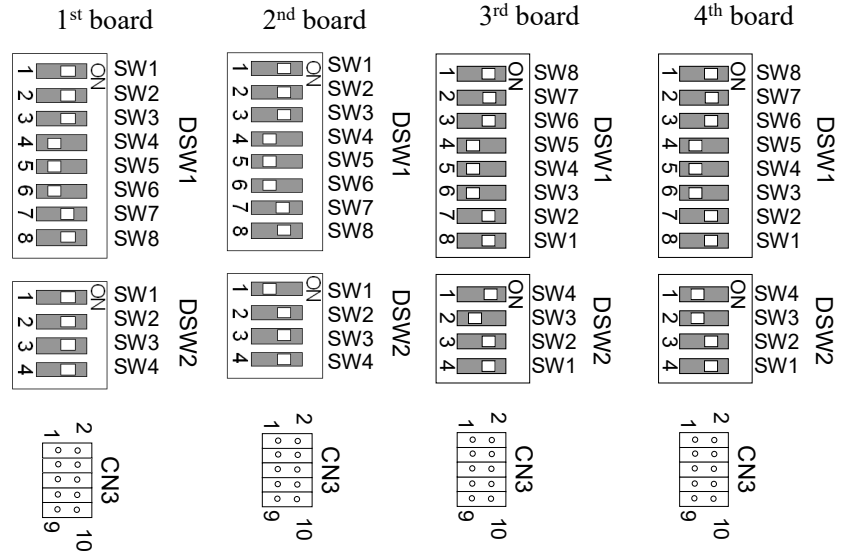 1st board 2nd board 3rd board 4th board
1 ON SW1
2 SW2
3 SW3
4 SW4
5 SW5
6 SW6
7 SW7
8 SW8
DSW1
1 ON SW1
2 SW2
3 SW3
4 SW4
DSW2
2
1
CN3
9
10
1 ON SW1
2 SW2
3 SW3
4 SW4
5 SW5
6 SW6
7 SW7
8 SW8
DSW1
1 ON SW1
2 SW2
3 SW3
4 SW4
DSW2
2
1
CN3
9
10
1 ON SW8
2 SW7
3 SW6
4 SW5
5 SW4
6 SW3
7 SW2
8 SW1
DSW1
1 ON SW4
2 SW3
3 SW2
4 SW1
DSW2
2
1
CN3
9
10
1 ON SW8
2 SW7
3 SW6
4 SW5
5 SW4
6 SW3
7 SW2
8 SW1
DSW1
1 ON SW4
2 SW3
3 SW2
4 SW1
DSW2
2
1
CN3
9
10